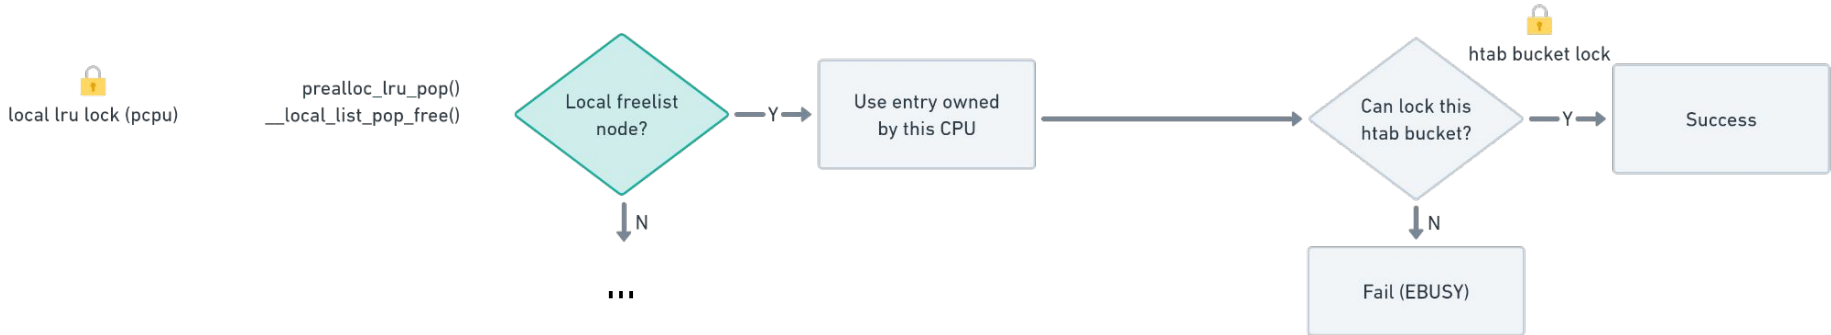 local lru lock (pcpu)
prealloc_lru_pop()
__local_list_pop_free()
Local freelist
node?
Y
Use entry owned
by this CPU
N
...
htab bucket lock
Can lock this
htab bucket?
Y
Success
N
Fail (EBUSY)